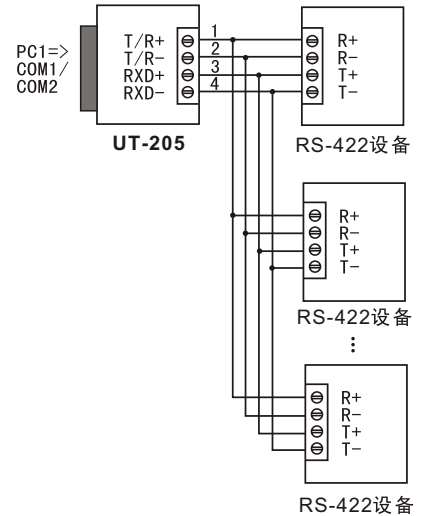 PC1=>
COM1/
COM2
T/R+
T/R-
RXD+
RXD-
1
2
3
4
UT-205
R+
R-
T+
T-
RS-422设备
R+
R-
T+
T-
RS-422设备
R+
R-
T+
T-
RS-422设备